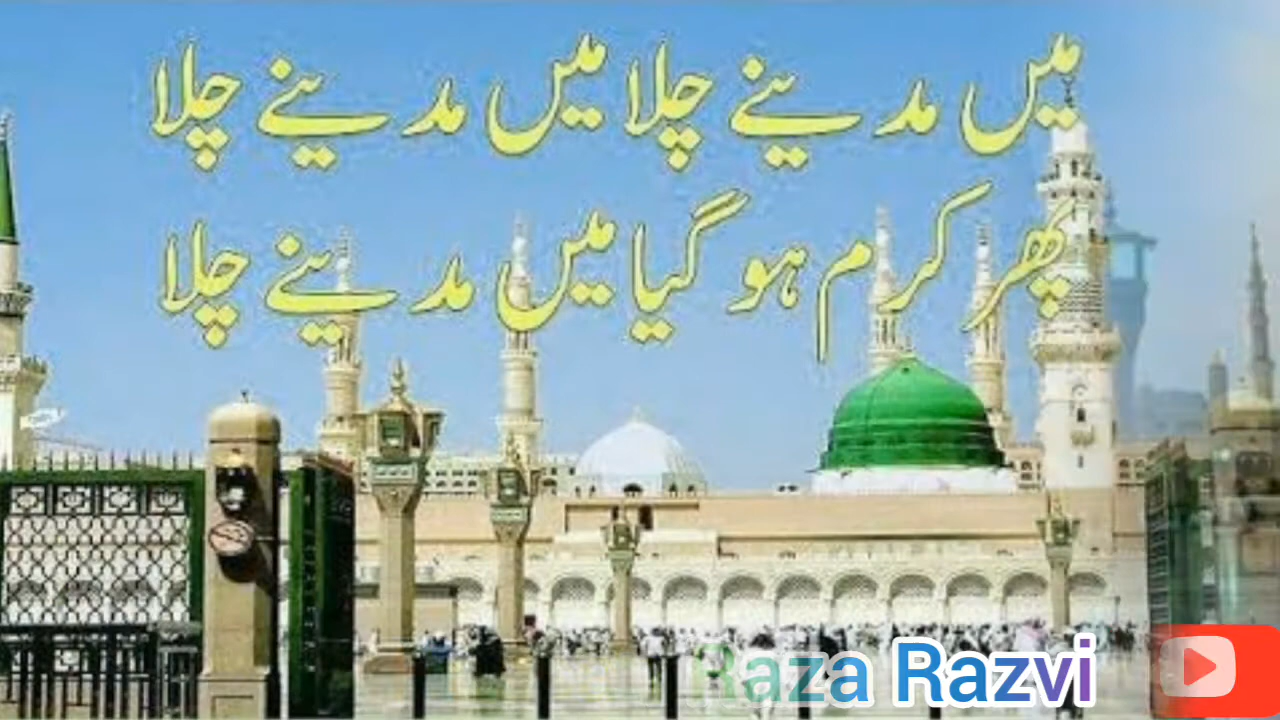 میں مدینے چلا میں مدینے چلا
پھر کرم ہو گیا میں مدینے چلا
Raza Razvi